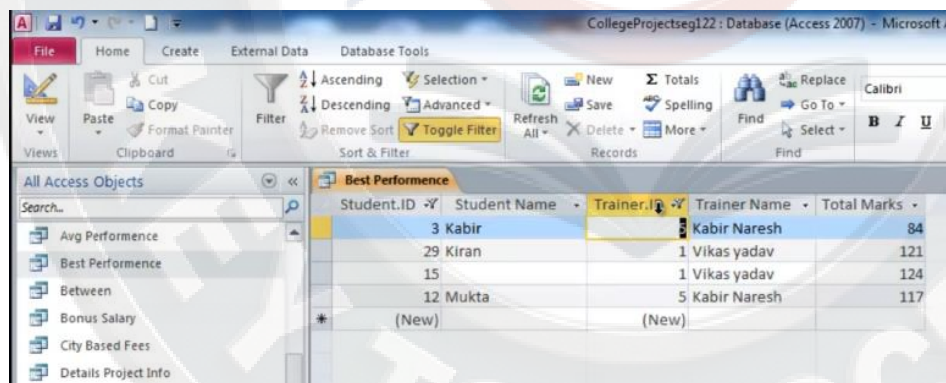 CollegeProjectseg122 : Database (Access 2007) - Microsoft A
File Home Create External Data Database Tools
View Paste Cut Copy Format Painter Filter Ascending Descending Remove Sort Selection Advanced Toggle Filter Refresh All New Save Delete Σ Totals Spelling More Find Replace Go To Select Calibri B I U
Views Clipboard Sort & Filter Records Find
All Access Objects
Search...
Avg Performence
Best Performence
Between
Bonus Salary
City Based Fees
Details Project Info
Best Performence
Student.ID Student Name Trainer.ID Trainer Name Total Marks
3 Kabir 5 Kabir Naresh 84
29 Kiran 1 Vikas yadav 121
15 1 Vikas yadav 124
12 Mukta 5 Kabir Naresh 117
(New) (New)